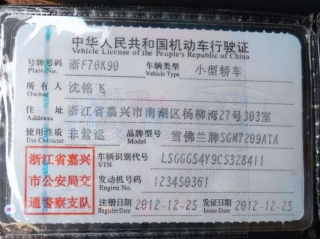 中华人民共和国机动车行驶证
Vehicle License of the People's Republic of China
号牌号码 浙F70K90 车辆类型 小型轿车
Plate No. Vehicle Type
所有人 沈铭飞
Owner
住址 浙江省嘉兴市南湖区杨柳湾27号303室
Address
使用性质 非营运 品牌型号 雪佛兰牌SGM7209ATA
Use Character Model
浙江省嘉兴
市公安局交
通警察支队
车辆识别代号 LSGGG54Y9CS328411
VIN
发动机号码 123450361
Engine No.
注册日期 2012-12-25 发证日期 2012-12-25
Register Date Issue Date